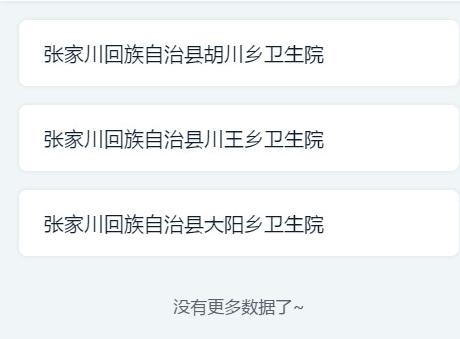 张家川回族自治县胡川乡卫生院
张家川回族自治县川王乡卫生院
张家川回族自治县大阳乡卫生院
没有更多数据了~